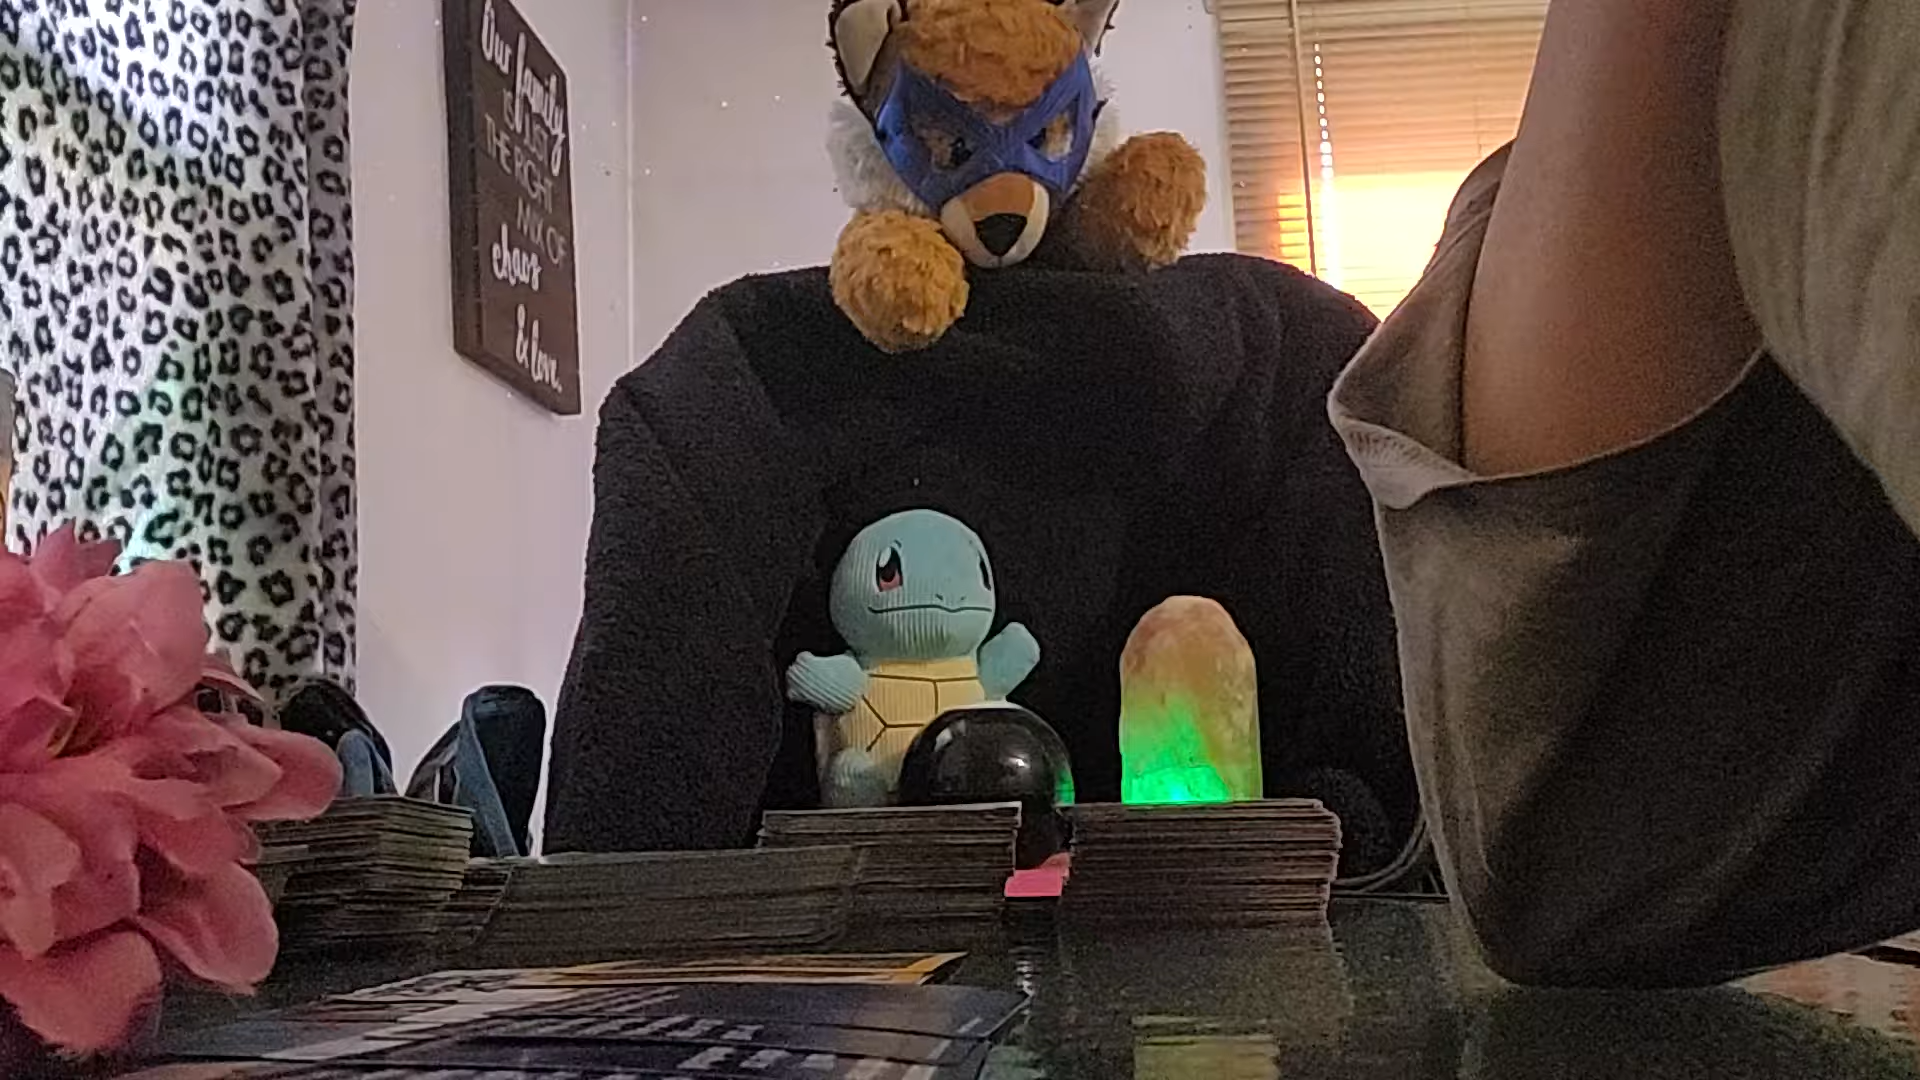 Our family
IS JUST
THE RIGHT
MIX OF
chaos
& love.